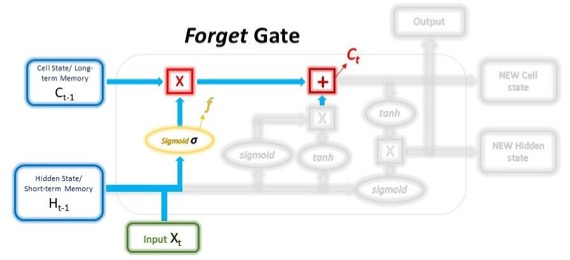 Forget Gate
Output
Cell State/ Long-
term Memory
Ct-1
X
+
Ct
NEW Cell
state
f
Sigmoid σ
X
tanh
sigmoid
tanh
X
NEW Hidden
state
Hidden State/
Short-term Memory
Ht-1
sigmoid
Input Xt